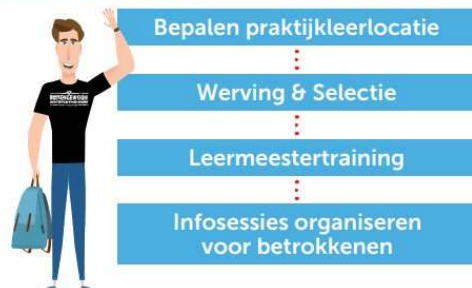 Bepalen praktijkleerlocatie
Werving & Selectie
Leermeestertraining
Infosessies organiseren
voor betrokkenen